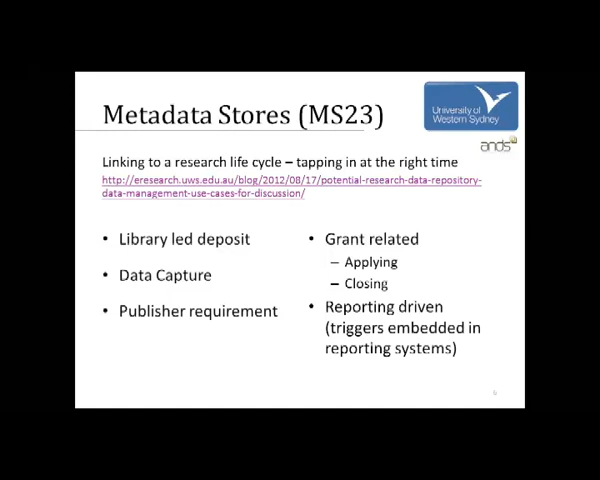 Metadata Stores (MS23)
University of
Western Sydney
ands
Linking to a research life cycle – tapping in at the right time
http://eresearch.uws.edu.au/blog/2012/08/17/potential-research-data-repository-
data-management-use-cases-for-discussion/
• Library led deposit
• Data Capture
• Publisher requirement
• Grant related
– Applying
– Closing
• Reporting driven
(triggers embedded in
reporting systems)